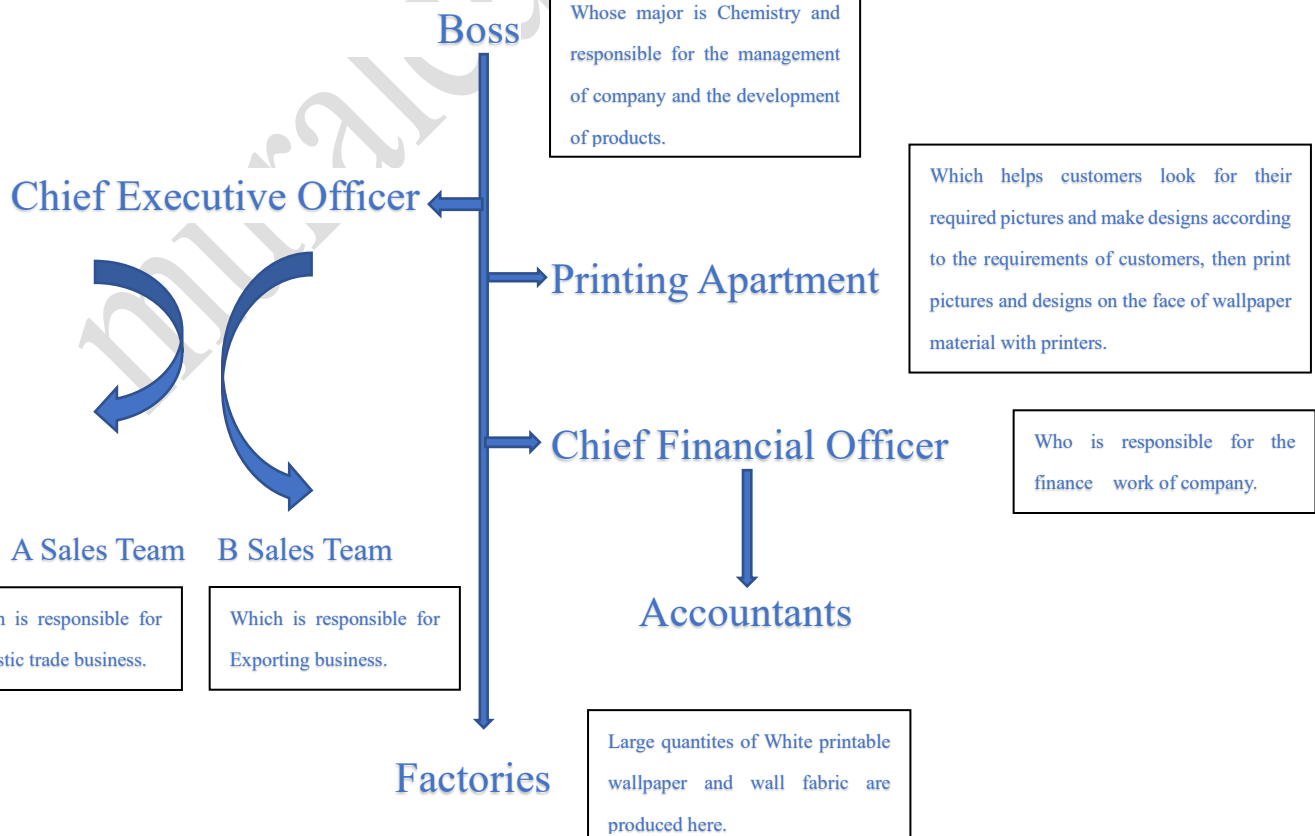 Boss
Whose major is Chemistry and
responsible for the management
of company and the development
of products.
Chief Executive Officer
Which helps customers look for their
required pictures and make designs according
to the requirements of customers, then print
pictures and designs on the face of wallpaper
material with printers.
Printing Apartment
Chief Financial Officer
Who is responsible for the
finance work of company.
A Sales Team
B Sales Team
is responsible for
trade business.
Which is responsible for
Exporting business.
Accountants
Factories
Large quantites of White printable
wallpaper and wall fabric are
produced here.